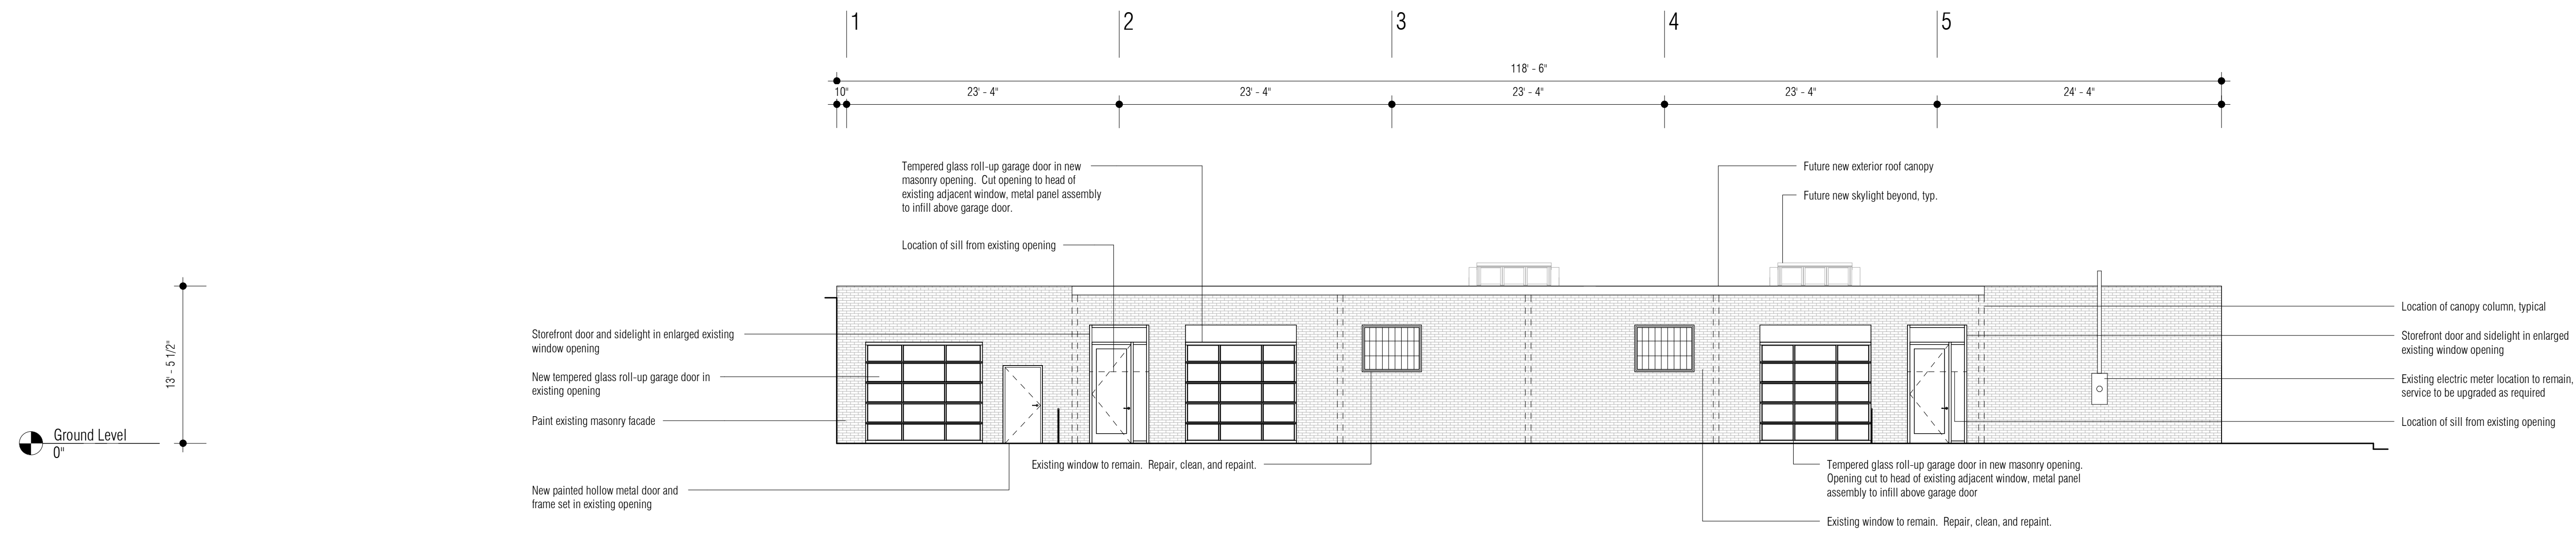 1
2
3
4
5
118' - 6"
10"
23' - 4"
23' - 4"
23' - 4"
23' - 4"
24' - 4"
Tempered glass roll-up garage door in new
masonry opening.  Cut opening to head of
existing adjacent window, metal panel assembly
to infill above garage door.
Location of sill from existing opening
Future new exterior roof canopy
Future new skylight beyond, typ.
Storefront door and sidelight in enlarged existing
window opening
New tempered glass roll-up garage door in
existing opening
Paint existing masonry facade
New painted hollow metal door and
frame set in existing opening
13' - 5 1/2"
Ground Level
0"
Existing window to remain.  Repair, clean, and repaint.
Tempered glass roll-up garage door in new masonry opening.
Opening cut to head of existing adjacent window, metal panel
assembly to infill above garage door
Existing window to remain.  Repair, clean, and repaint.
Location of canopy column, typical
Storefront door and sidelight in enlarged
existing window opening
Existing electric meter location to remain,
service to be upgraded as required
Location of sill from existing opening